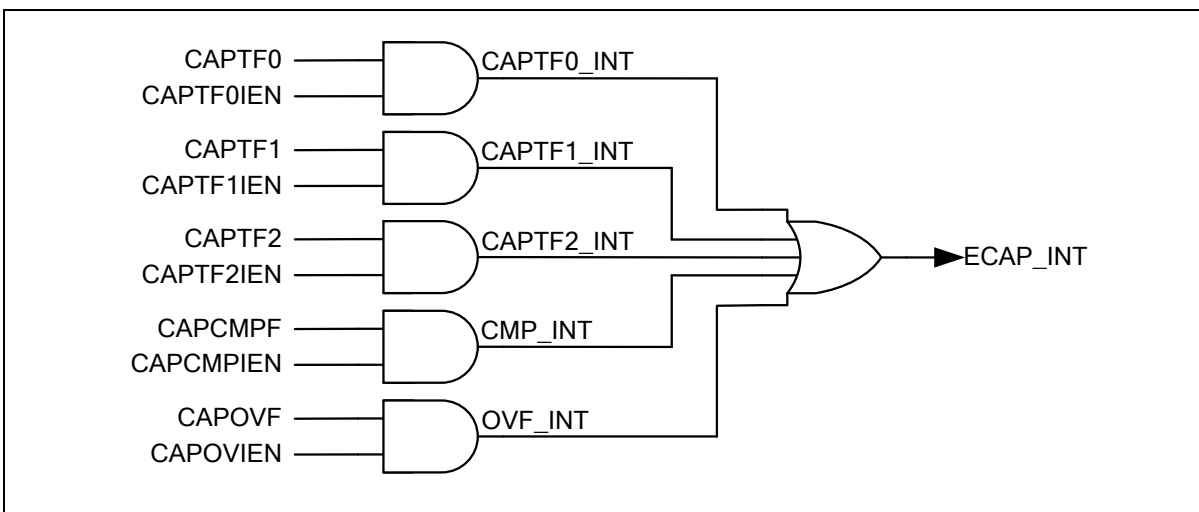 CAPTF0
CAPTF0IEN
CAPTF0_INT
CAPTF1
CAPTF1IEN
CAPTF1_INT
CAPTF2
CAPTF2IEN
CAPTF2_INT
CAPCMPF
CAPCMPIEN
CMP_INT
CAPOVF
CAPOVIEN
OVF_INT
ECAP_INT